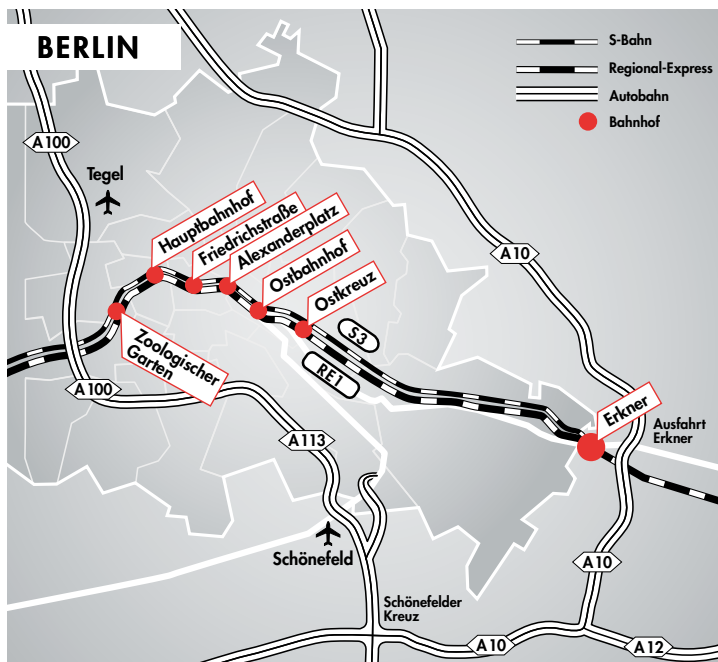 BERLIN
S-Bahn
Regional-Express
Autobahn
Bahnhof
A100
Tegel
Hauptbahnhof
Friedrichstraße
Alexanderplatz
Ostbahnhof
Ostkreuz
A10
S3
RE1
Zoologischer
Garten
A100
Erkner
Ausfahrt
Erkner
A113
Schönefeld
A10
Schönefelder
Kreuz
A10
A12